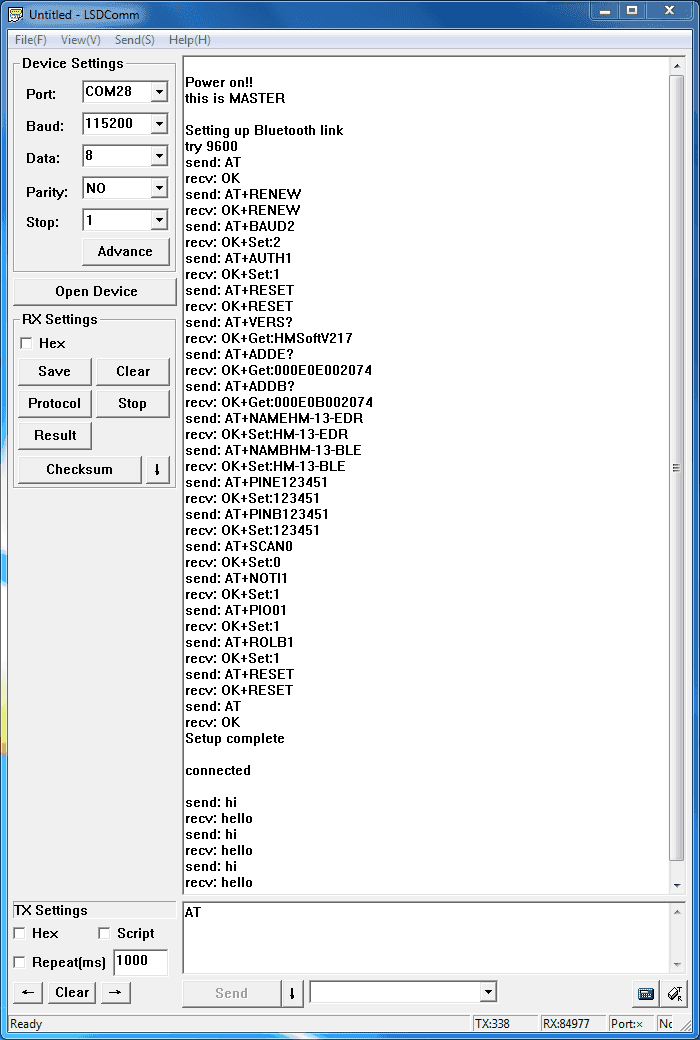 Untitled - LSDComm
File(F) View(V) Send(S) Help(H)
Device Settings
Port: COM28
Baud: 115200
Data: 8
Parity: NO
Stop: 1
Advance
Open Device
RX Settings
Hex
Save Clear
Protocol Stop
Result
Checksum ↓
Power on!!
this is MASTER
Setting up Bluetooth link
try 9600
send: AT
recv: OK
send: AT+RENEW
recv: OK+RENEW
send: AT+BAUD2
recv: OK+Set:2
send: AT+AUTH1
recv: OK+Set:1
send: AT+RESET
recv: OK+RESET
send: AT+VERS?
recv: OK+Get:HMSoftV217
send: AT+ADDE?
recv: OK+Get:000E0E002074
send: AT+ADDB?
recv: OK+Get:000E0B002074
send: AT+NAMEHM-13-EDR
recv: OK+Set:HM-13-EDR
send: AT+NAMBHM-13-BLE
recv: OK+Set:HM-13-BLE
send: AT+PINE123451
recv: OK+Set:123451
send: AT+PINB123451
recv: OK+Set:123451
send: AT+SCAN0
recv: OK+Set:0
send: AT+NOTI1
recv: OK+Set:1
send: AT+PIO01
recv: OK+Set:1
send: AT+ROLB1
recv: OK+Set:1
send: AT+RESET
recv: OK+RESET
send: AT
recv: OK
Setup complete
connected
send: hi
recv: hello
send: hi
recv: hello
send: hi
recv: hello
TX Settings
Hex Script
Repeat(ms) 1000
← Clear →
AT
Send ↓
Ready TX:338 RX:84977 Port:×